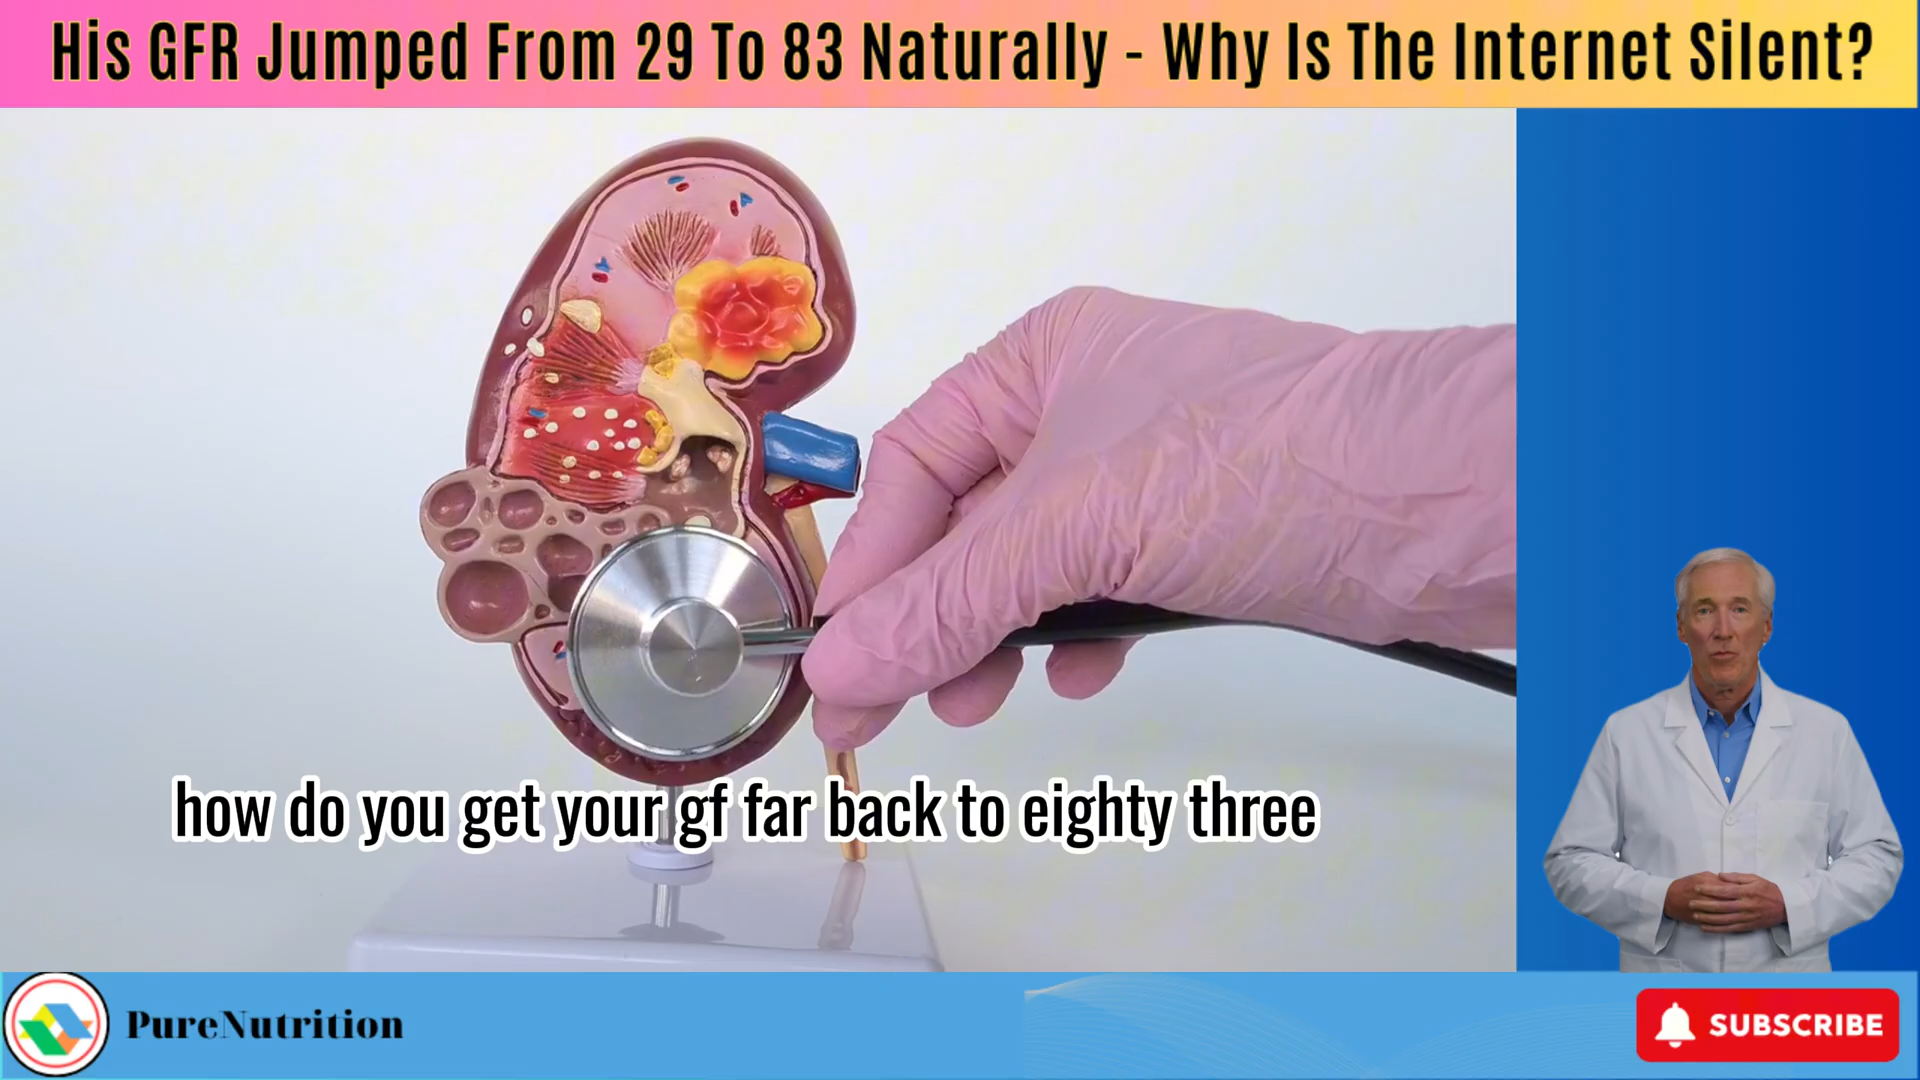 His GFR Jumped From 29 To 83 Naturally - Why Is The Internet Silent?
how do you get your gf far back to eighty three
PureNutrition
SUBSCRIBE